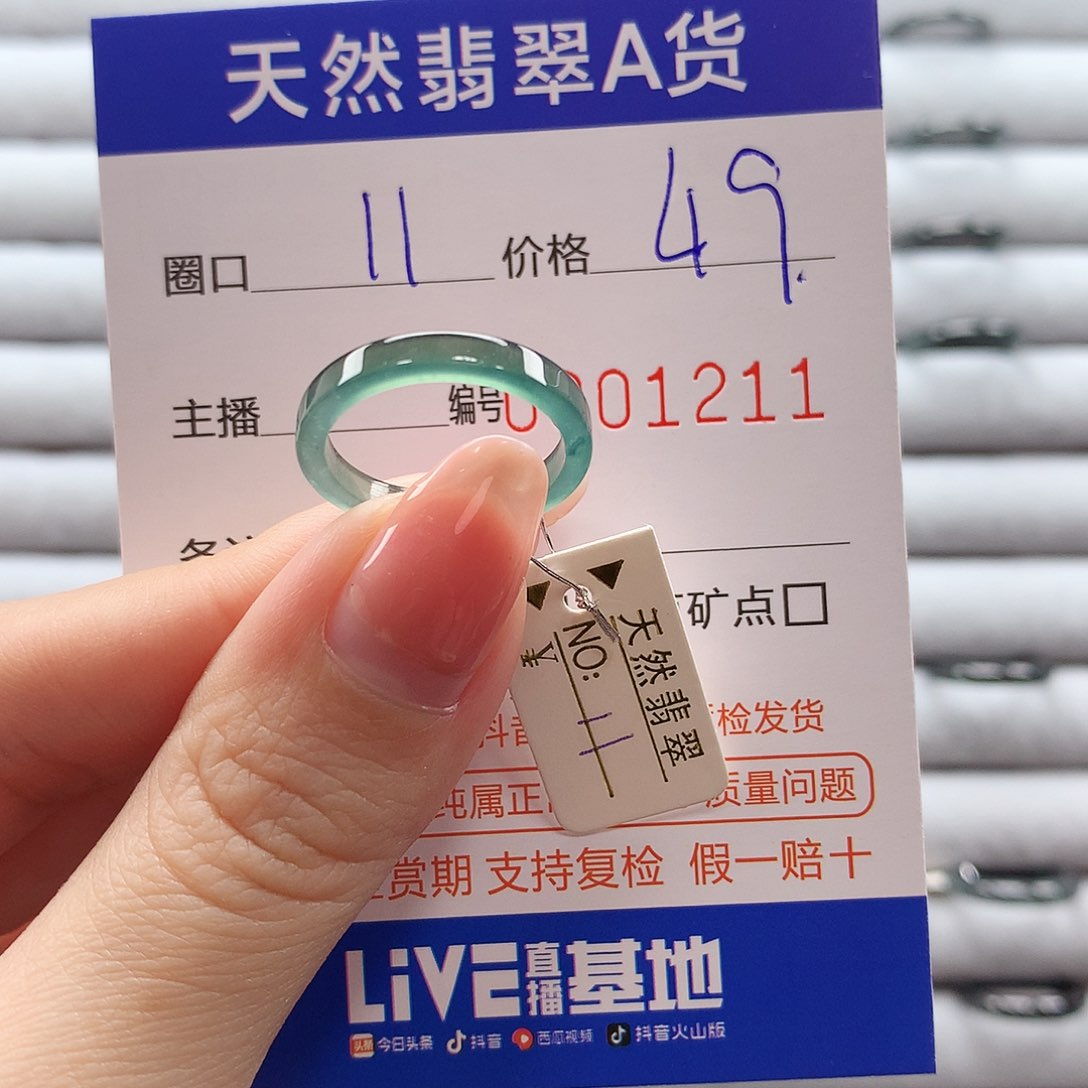 天然翡翠A货
圈口 11 价格 49.
主播 编号 001211
矿点□
天然翡翠
NO: 11
¥
抖音 检发货
纯属正 质量问题
赏期 支持复检 假一赔十
LiVE直播基地
头条 今日头条 抖音 西瓜视频 抖音火山版